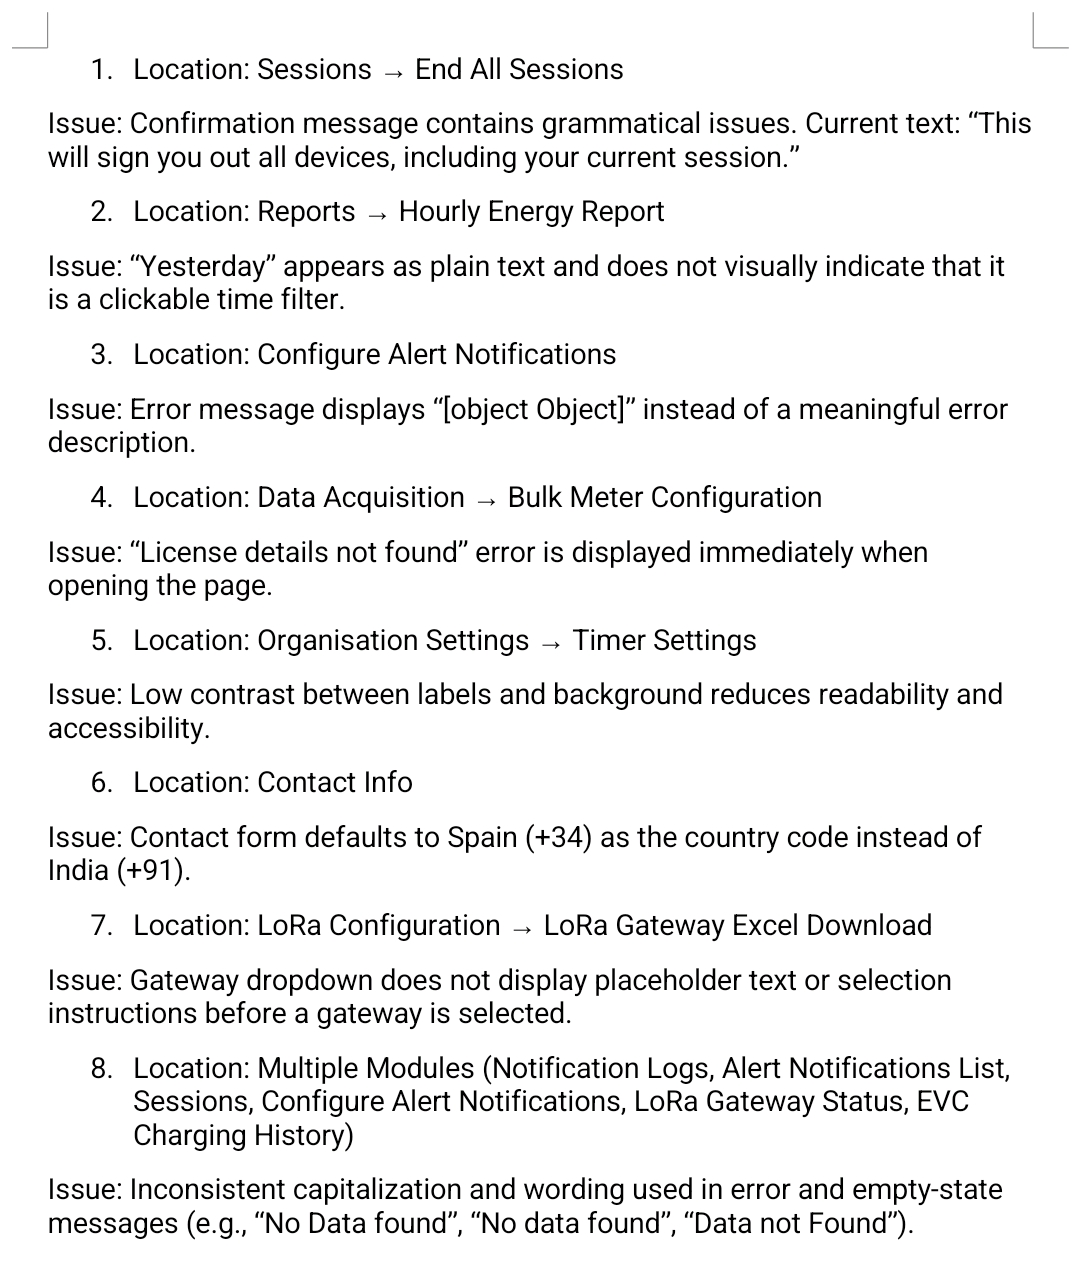 1. Location: Sessions → End All Sessions
Issue: Confirmation message contains grammatical issues. Current text: “This
will sign you out all devices, including your current session.”
2. Location: Reports → Hourly Energy Report
Issue: “Yesterday” appears as plain text and does not visually indicate that it
is a clickable time filter.
3. Location: Configure Alert Notifications
Issue: Error message displays “[object Object]” instead of a meaningful error
description.
4. Location: Data Acquisition → Bulk Meter Configuration
Issue: “License details not found” error is displayed immediately when
opening the page.
5. Location: Organisation Settings → Timer Settings
Issue: Low contrast between labels and background reduces readability and
accessibility.
6. Location: Contact Info
Issue: Contact form defaults to Spain (+34) as the country code instead of
India (+91).
7. Location: LoRa Configuration → LoRa Gateway Excel Download
Issue: Gateway dropdown does not display placeholder text or selection
instructions before a gateway is selected.
8. Location: Multiple Modules (Notification Logs, Alert Notifications List,
Sessions, Configure Alert Notifications, LoRa Gateway Status, EVC
Charging History)
Issue: Inconsistent capitalization and wording used in error and empty-state
messages (e.g., “No Data found”, “No data found”, “Data not Found”).